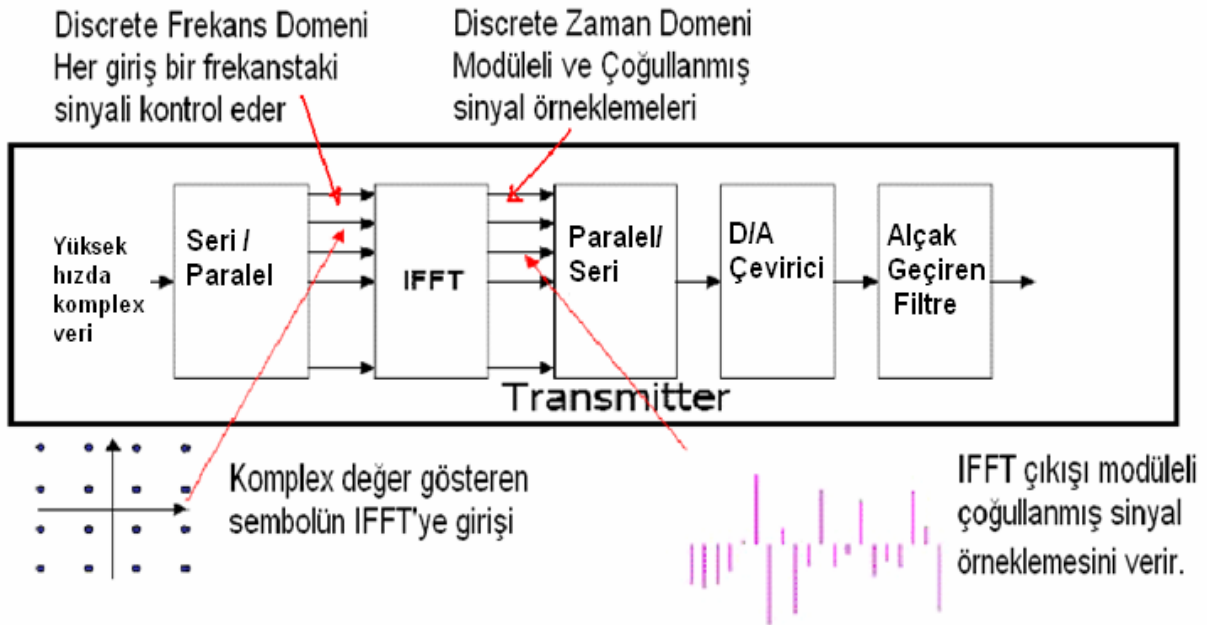 Discrete Frekans Domeni
Her giriş bir frekanstaki
sinyali kontrol eder
Discrete Zaman Domeni
Modüleli ve Çoğullanmış
sinyal örneklemeleri
Yüksek
hızda
komplex
veri
Seri /
Paralel
IFFT
Paralel/
Seri
D/A
Çevirici
Alçak
Geçiren
Filtre
Transmitter
Komplex değer gösteren
sembolün IFFT'ye girişi
IFFT çıkışı modüleli
çoğullanmış sinyal
örneklemesini verir.